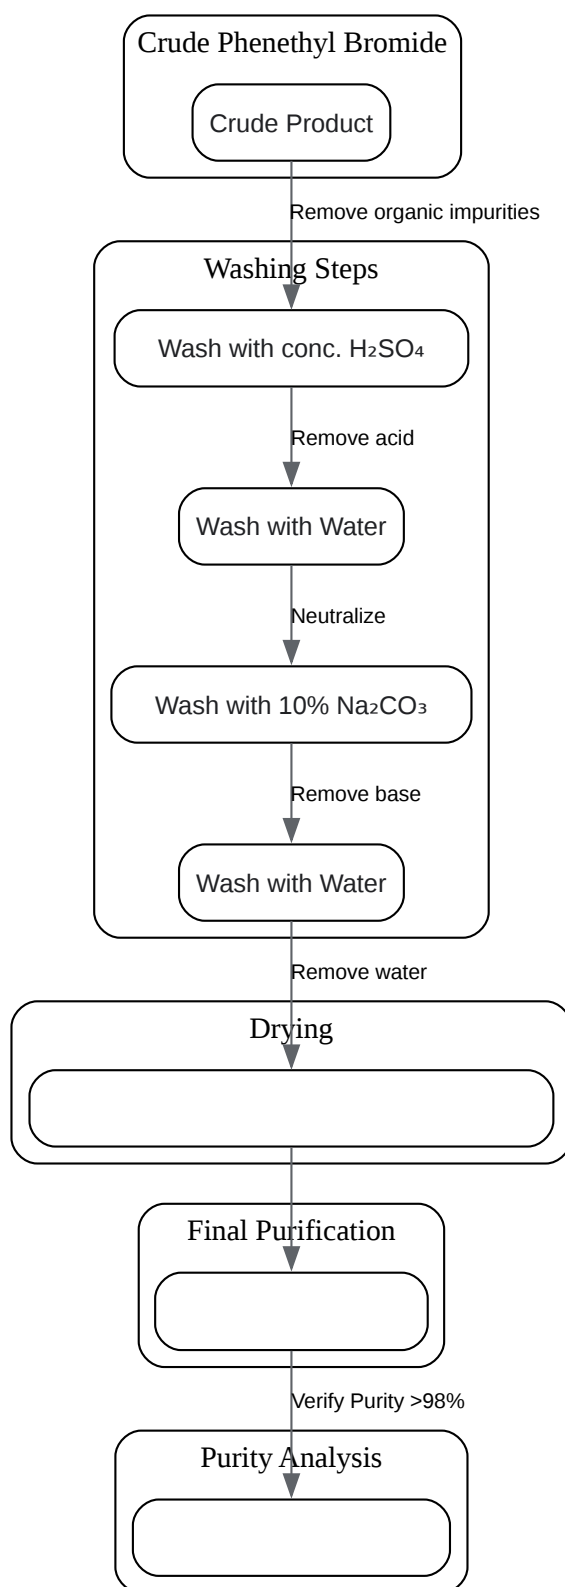 Crude Phenethyl Bromide
Crude Product
Remove organic impurities
Washing Steps
Wash with conc. H₂SO₄
Remove acid
Wash with Water
Neutralize
Wash with 10% Na₂CO₃
Remove base
Wash with Water
Remove water
Drying
Final Purification
Verify Purity >98%
Purity Analysis